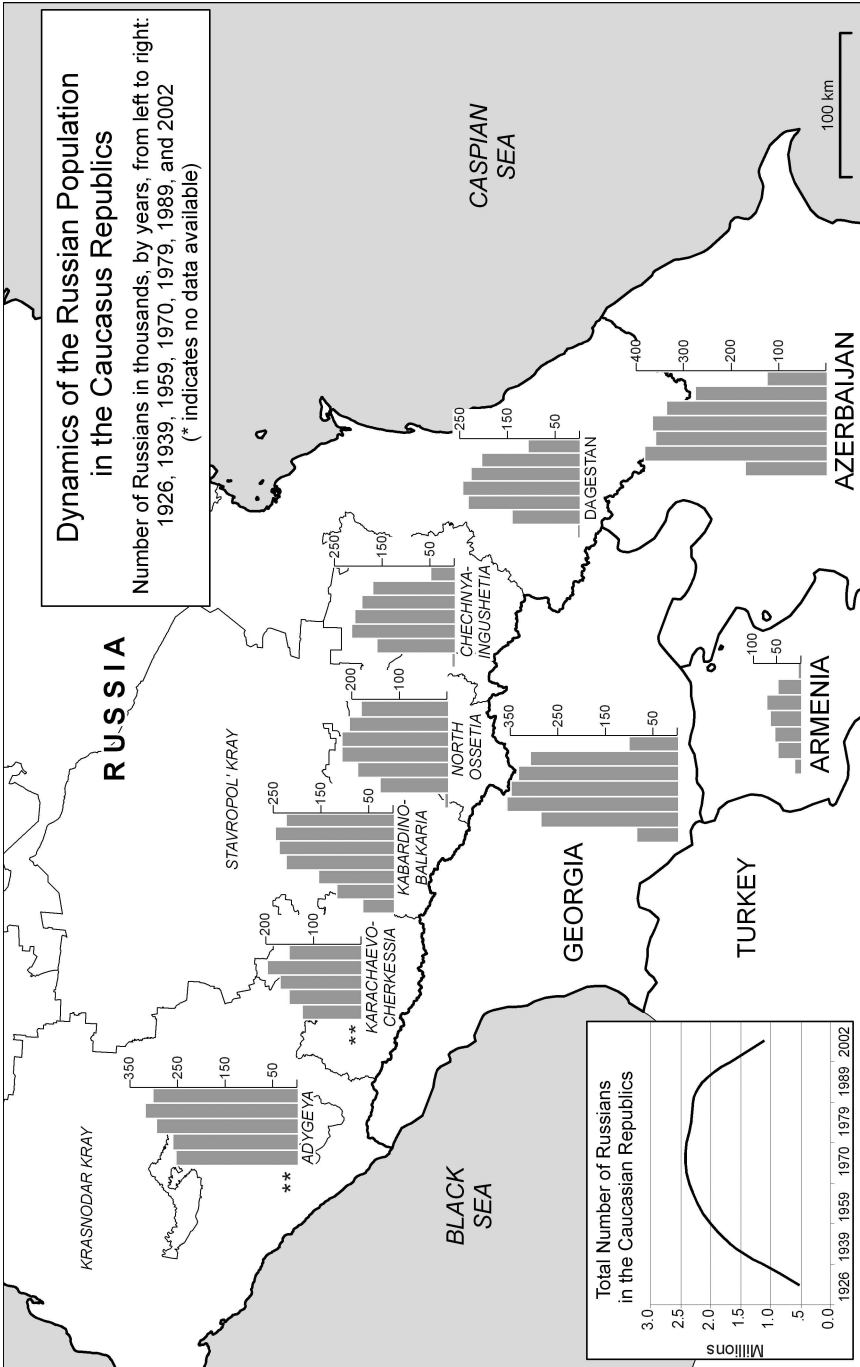 Dynamics of the Russian Population
in the Caucasus Republics
Number of Russians in thousands, by years, from left to right:
1926, 1939, 1959, 1970, 1979, 1989, and 2002
(* indicates no data available)
RUSSIA
KRASNODAR KRAY
STAVROPOL' KRAY
350
250
150
50
**
ADYGEYA
200
100
**
KARACHAEVO-
CHERKESSIA
250
150
50
KABARDINO-
BALKARIA
200
100
NORTH
OSSETIA
250
150
50
CHECHNYA-
INGUSHETIA
250
150
50
DAGESTAN
CASPIAN
SEA
BLACK
SEA
350
250
150
50
GEORGIA
400
300
200
100
AZERBAIJAN
100
50
ARMENIA
TURKEY
100 km
Total Number of Russians
in the Caucasian Republics
Millions
3.0
2.5
2.0
1.0
1.0
0.0
1926 1939 1959 1970 1979 1989 2002